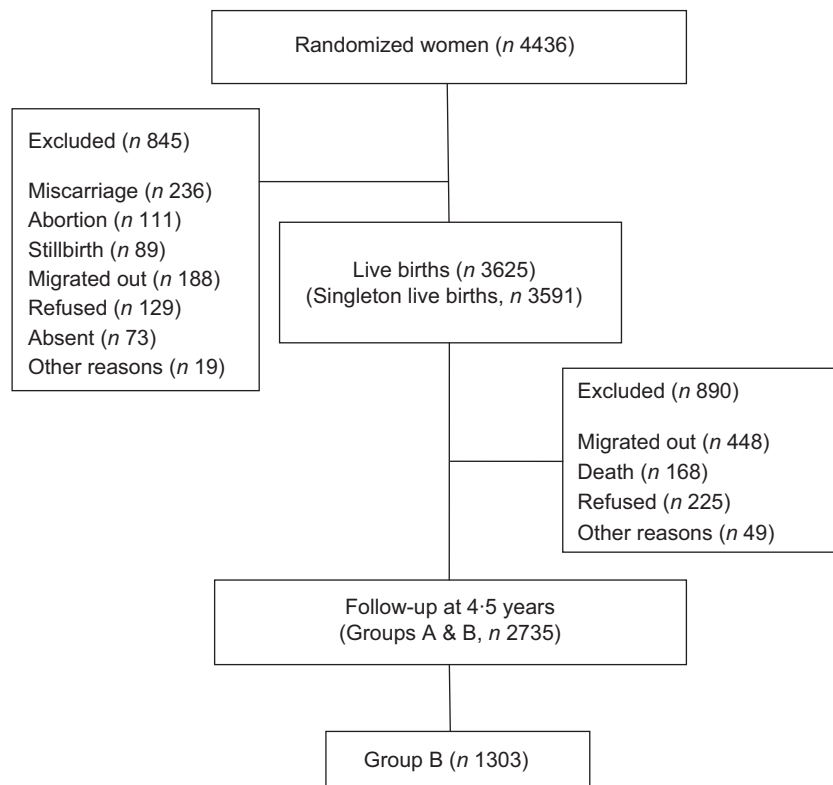 Randomized women (n 4436)
Excluded (n 845)
Miscarriage (n 236)
Abortion (n 111)
Stillbirth (n 89)
Migrated out (n 188)
Refused (n 129)
Absent (n 73)
Other reasons (n 19)
Live births (n 3625)
(Singleton live births, n 3591)
Excluded (n 890)
Migrated out (n 448)
Death (n 168)
Refused (n 225)
Other reasons (n 49)
Follow-up at 4·5 years
(Groups A & B, n 2735)
Group B (n 1303)